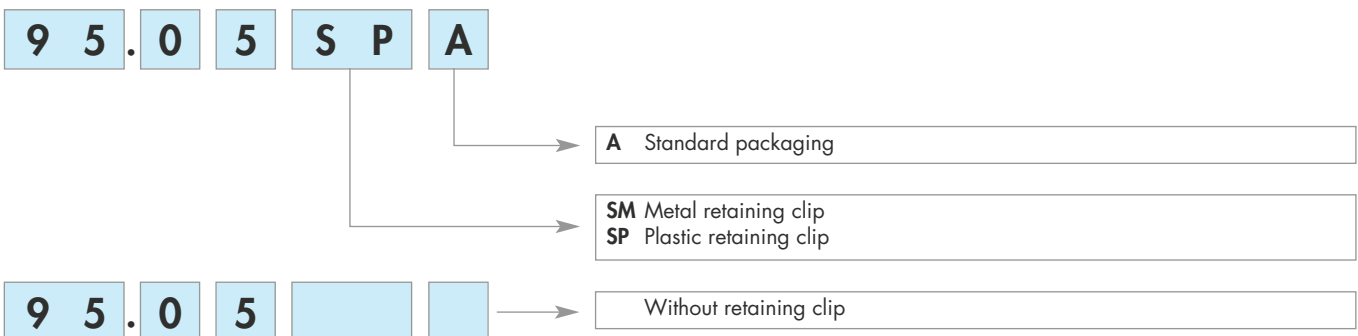 9 5.0 5 S P A
A Standard packaging
SM Metal retaining clip
SP Plastic retaining clip
9 5.0 5
Without retaining clip